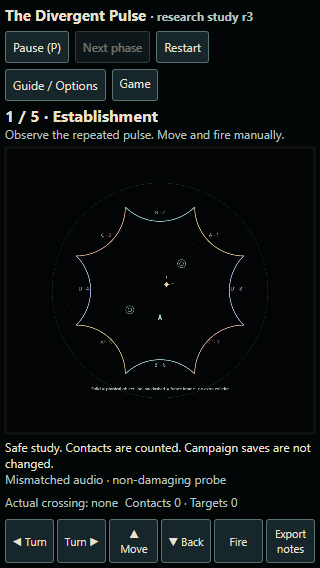 The Divergent Pulse · research study r3
Pause (P)
Next phase
Restart
Guide / Options
Game
1 / 5 · Establishment
Observe the repeated pulse. Move and fire manually.
Safe study. Contacts are counted. Campaign saves are not
changed.
Mismatched audio · non-damaging probe
Actual crossing: none Contacts 0 · Targets 0
◀ Turn
Turn ▶
▲
Move
▼ Back
Fire
Export
notes